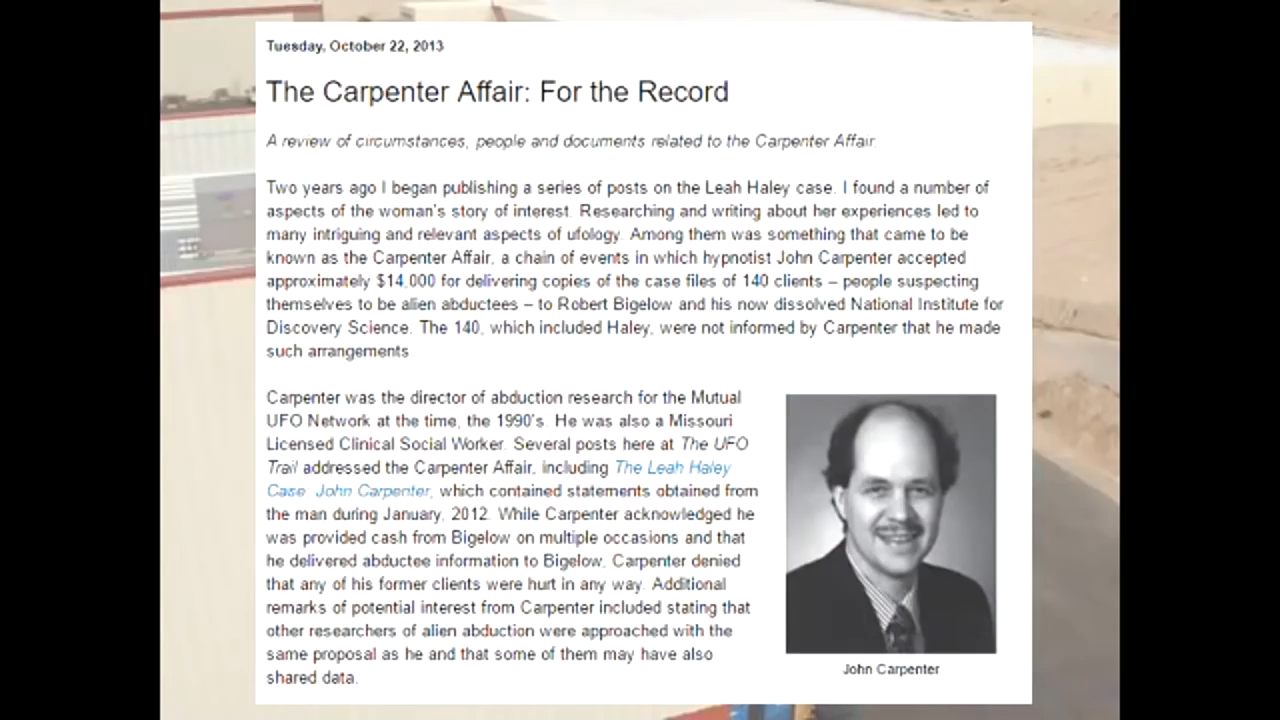 Tuesday, October 22, 2013
The Carpenter Affair: For the Record
A review of circumstances, people and documents related to the Carpenter Affair.
Two years ago I began publishing a series of posts on the Leah Haley case. I found a number of
aspects of the woman's story of interest. Researching and writing about her experiences led to
many intriguing and relevant aspects of ufology. Among them was something that came to be
known as the Carpenter Affair, a chain of events in which hypnotist John Carpenter accepted
approximately $14,000 for delivering copies of the case files of 140 clients – people suspecting
themselves to be alien abductees – to Robert Bigelow and his now dissolved National Institute for
Discovery Science. The 140, which included Haley, were not informed by Carpenter that he made
such arrangements
Carpenter was the director of abduction research for the Mutual
UFO Network at the time, the 1990's. He was also a Missouri
Licensed Clinical Social Worker. Several posts here at The UFO
Trail addressed the Carpenter Affair, including The Leah Haley
Case John Carpenter, which contained statements obtained from
the man during January, 2012. While Carpenter acknowledged he
was provided cash from Bigelow on multiple occasions and that
he delivered abductee information to Bigelow, Carpenter denied
that any of his former clients were hurt in any way. Additional
remarks of potential interest from Carpenter included stating that
other researchers of alien abduction were approached with the
same proposal as he and that some of them may have also
shared data.
John Carpenter